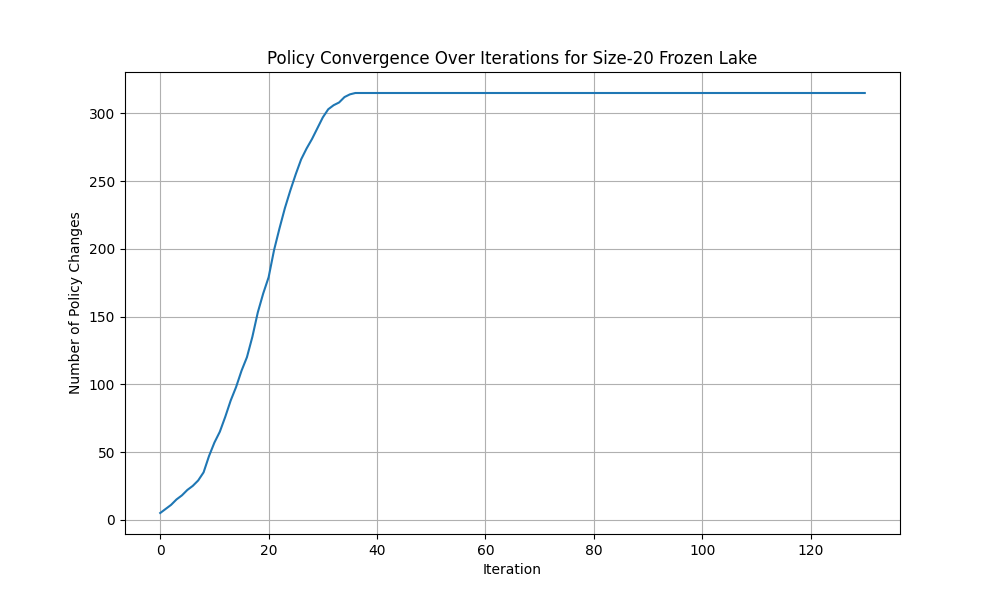 Policy Convergence Over Iterations for Size-20 Frozen Lake
Number of Policy Changes
300
250
200
150
100
50
0
0 20 40 60 80 100 120
Iteration